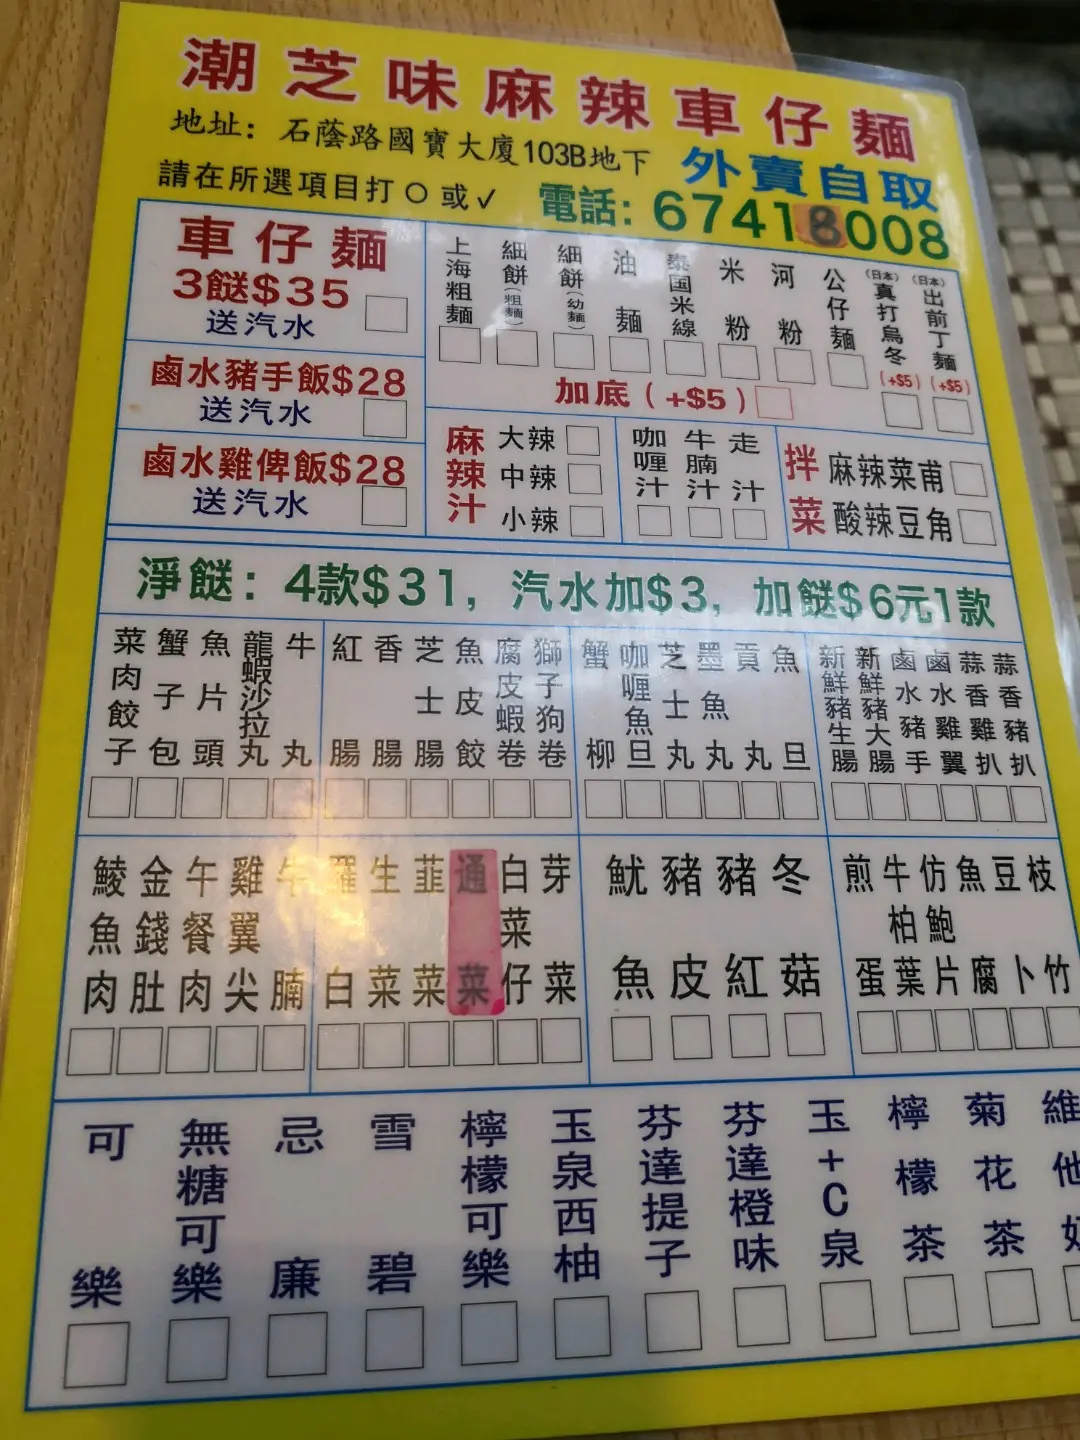 潮芝味麻辣車仔麵
地址：石蔭路國寶大廈103B地下
外賣自取
請在所選項目打○或✓
電話：67418008
車仔麵
3餸$35
送汽水
鹵水豬手飯$28
送汽水
鹵水雞俾飯$28
送汽水
上海粗麵
細餅(粗麵)
細餅(幼麵)
油麵
泰国米線
米粉
河粉
公仔麵
(日本)真打烏冬(+$5)
(日本)出前丁麵(+$5)
加底（+$5）
麻辣汁
大辣
中辣
小辣
咖喱汁
牛腩汁
走汁
拌菜
麻辣菜甫
酸辣豆角
淨餸：4款$31，汽水加$3，加餸$6元1款
菜肉餃子
蟹子包
魚片頭
龍蝦沙拉丸
牛丸
紅腸
香腸
芝士腸
魚皮餃
腐皮蝦卷
獅子狗卷
蟹柳
咖喱魚旦
芝士丸
墨魚丸
貢丸
魚旦
新鮮豬生腸
新鮮豬大腸
鹵水豬手
鹵水雞翼
蒜香雞扒
蒜香豬扒
鯪魚肉
金錢肚
午餐肉
雞翼尖
牛腩
羅白
生菜
韮菜
通菜
白菜仔
芽菜
魷魚
豬皮
豬紅
冬菇
煎蛋
牛柏葉
仿鮑片
魚腐
豆卜
枝竹
可樂
無糖可樂
忌廉
雪碧
檸檬可樂
玉泉西柚
芬達提子
芬達橙味
玉+C泉
檸檬茶
菊花茶
維他奶